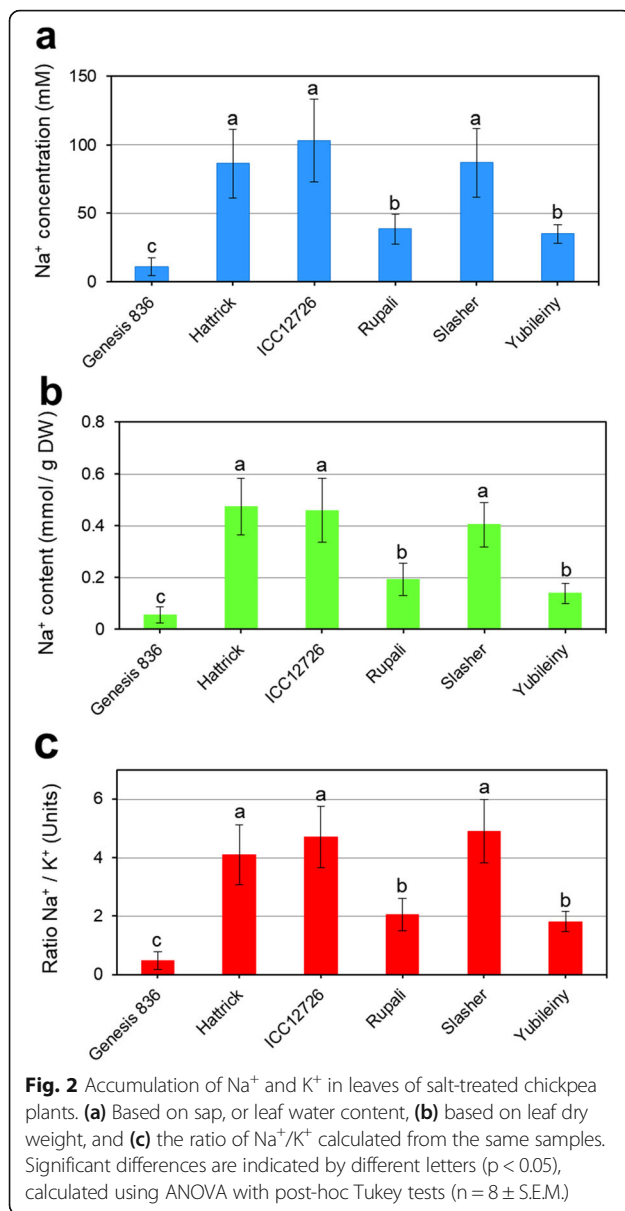 a
Na⁺ concentration (mM)
150
100
50
0
c
a
a
b
a
b
Genesis 836
Hattrick
ICC12726
Rupali
Slasher
Yubileiny
b
Na⁺ content (mmol/ g DW)
0.8
0.6
0.4
0.2
0
c
a
a
b
a
b
Genesis 836
Hattrick
ICC12726
Rupali
Slasher
Yubileiny
c
Ratio Na⁺ / K⁺ (Units)
6
4
2
0
c
a
a
b
a
b
Genesis 836
Hattrick
ICC12726
Rupali
Slasher
Yubileiny
Fig. 2 Accumulation of Na⁺ and K⁺ in leaves of salt-treated chickpea
plants. (a) Based on sap, or leaf water content, (b) based on leaf dry
weight, and (c) the ratio of Na⁺/K⁺ calculated from the same samples.
Significant differences are indicated by different letters (p < 0.05),
calculated using ANOVA with post-hoc Tukey tests (n = 8 ± S.E.M.)